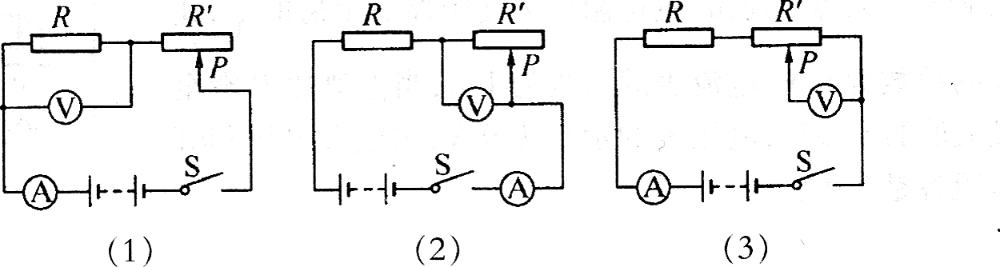 R R' R R' R R'
P P P
V V V
S S S
A A A
(1) (2) (3)